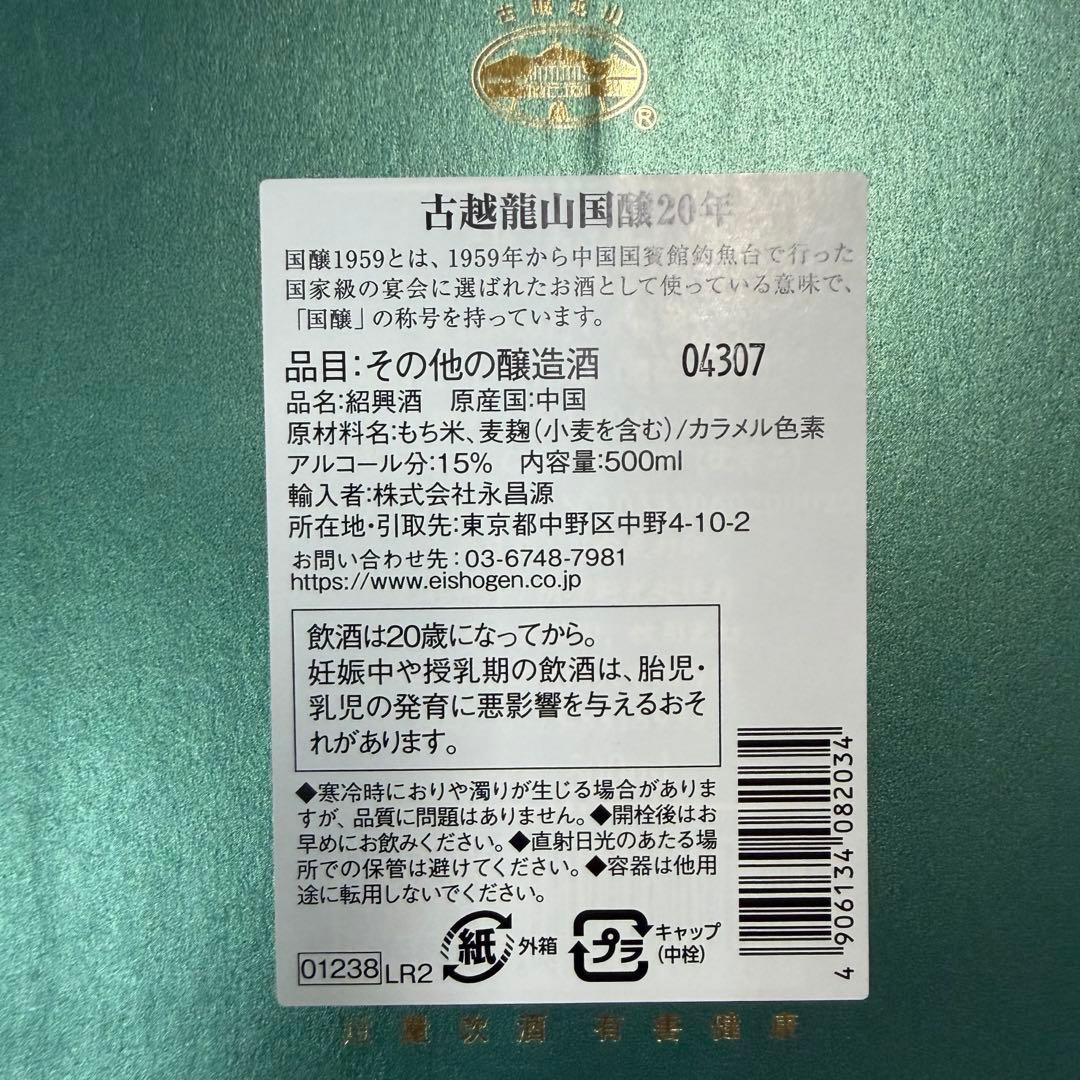 古越龍山
®
古越龍山国醸20年
国醸1959とは、1959年から中国国賓館釣魚台で行った
国家級の宴会に選ばれたお酒として使っている意味で、
「国醸」の称号を持っています。
品目:その他の醸造酒 04307
品名:紹興酒 原産国:中国
原材料名:もち米、麦麹(小麦を含む)/カラメル色素
アルコール分:15% 内容量:500ml
輸入者:株式会社永昌源
所在地・引取先:東京都中野区中野4-10-2
お問い合わせ先:03-6748-7981
https://www.eishogen.co.jp
飲酒は20歳になってから。
妊娠中や授乳期の飲酒は、胎児・
乳児の発育に悪影響を与えるおそ
れがあります。
◆寒冷時におりや濁りが生じる場合がありま
すが、品質に問題はありません。◆開栓後はお
早めにお飲みください。◆直射日光のあたる場
所での保管は避けてください。◆容器は他用
途に転用しないでください。
紙 外箱 プラ キャップ
(中栓)
01238 LR2
4 906134 082034
过量饮酒 有害健康